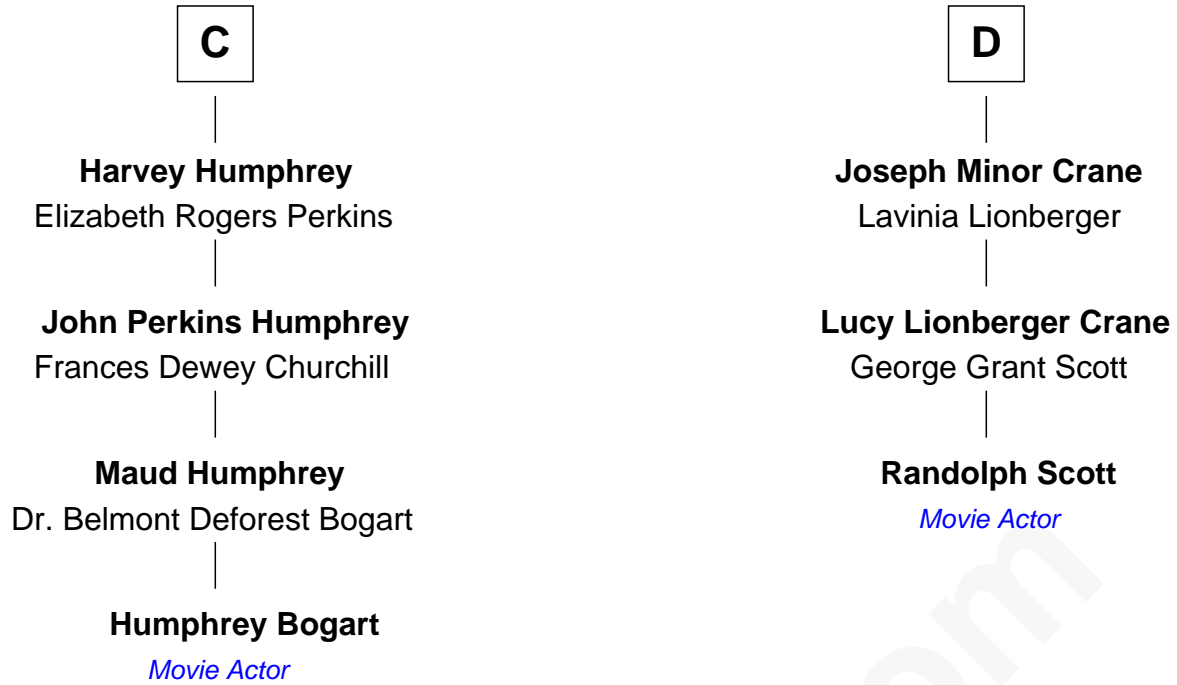 C
Harvey Humphrey
Elizabeth Rogers Perkins
John Perkins Humphrey
Frances Dewey Churchill
Maud Humphrey
Dr. Belmont Deforest Bogart
Humphrey Bogart
Movie Actor
D
Joseph Minor Crane
Lavinia Lionberger
Lucy Lionberger Crane
George Grant Scott
Randolph Scott
Movie Actor
om